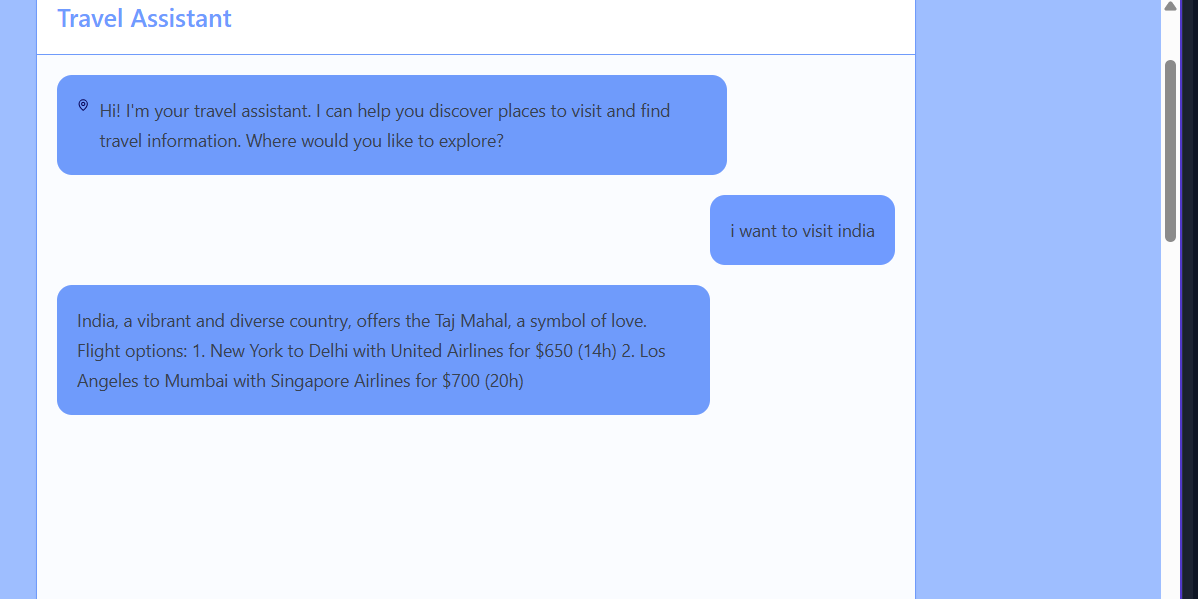 Travel Assistant
Hi! I'm your travel assistant. I can help you discover places to visit and find
travel information. Where would you like to explore?
i want to visit india
India, a vibrant and diverse country, offers the Taj Mahal, a symbol of love.
Flight options: 1. New York to Delhi with United Airlines for $650 (14h) 2. Los
Angeles to Mumbai with Singapore Airlines for $700 (20h)